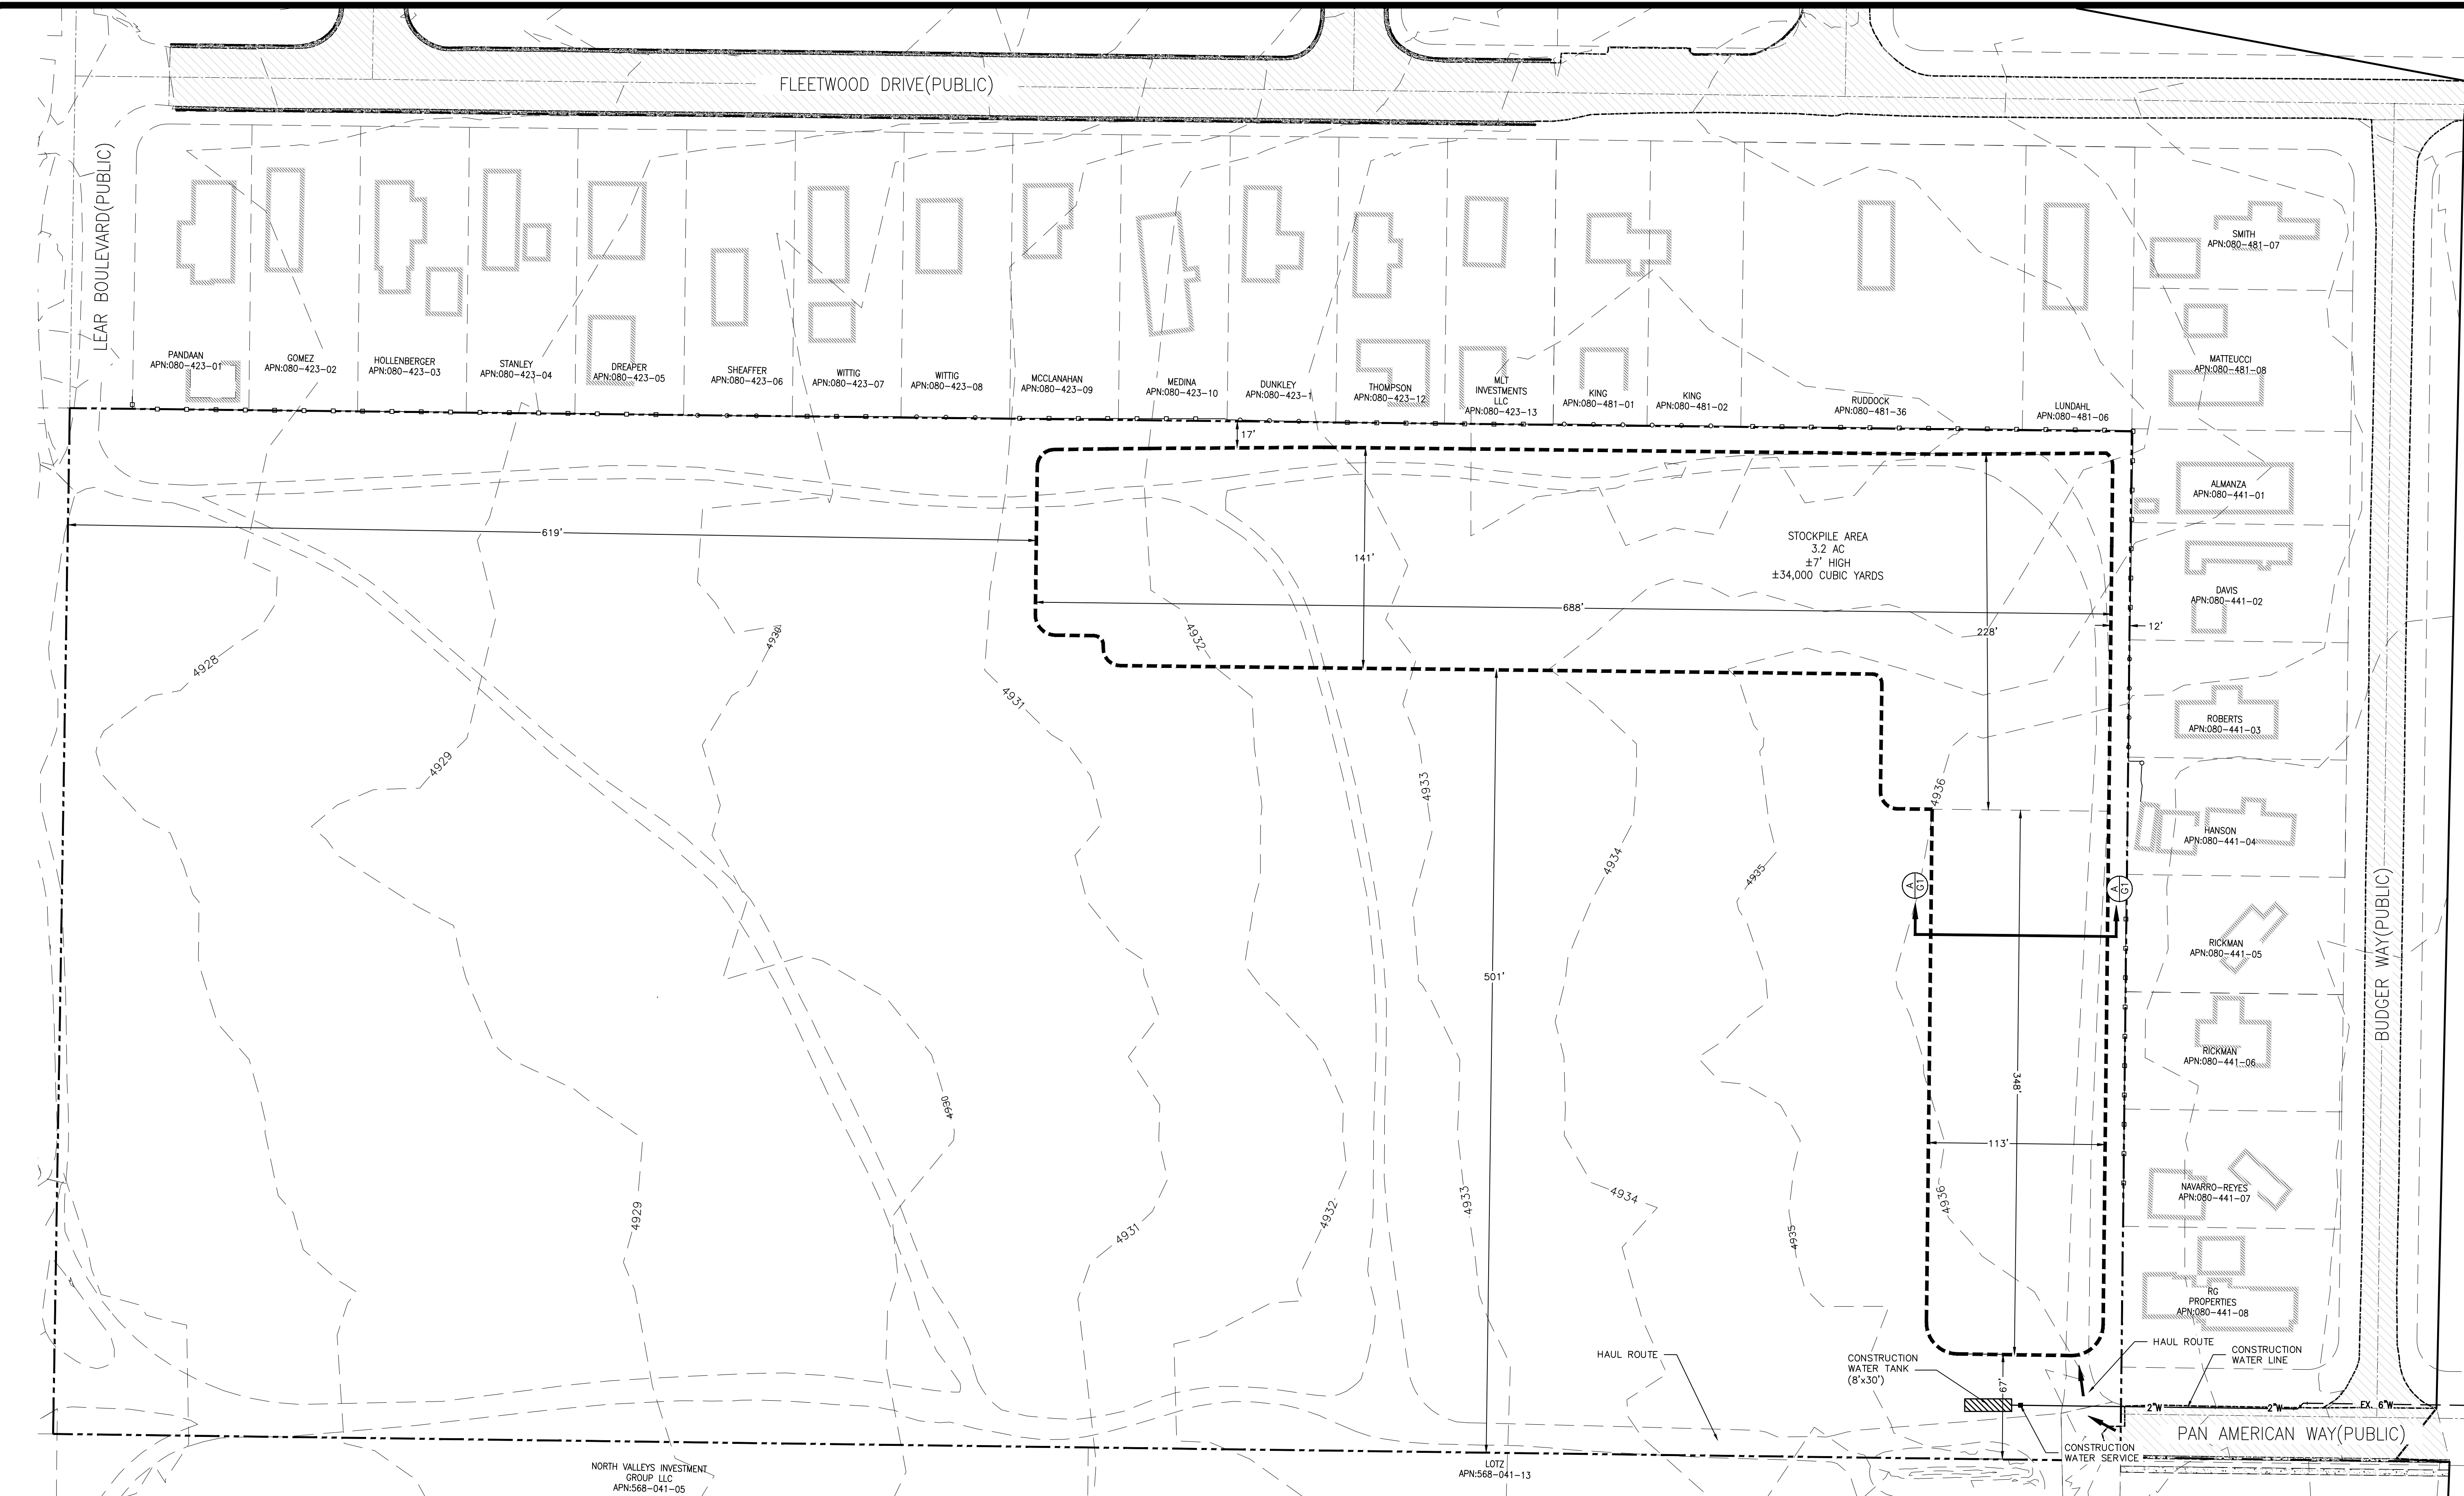 FLEETWOOD DRIVE(PUBLIC)
LEAR BOULEVARD(PUBLIC)
PANDAAN
APN:080-423-01
GOMEZ
APN:080-423-02
HOLLENBERGER
APN:080-423-03
STANLEY
APN:080-423-04
DREAPER
APN:080-423-05
SHEAFFER
APN:080-423-06
WITTIG
APN:080-423-07
WITTIG
APN:080-423-08
MCCLANAHAN
APN:080-423-09
MEDINA
APN:080-423-10
DUNKLEY
APN:080-423-1
THOMPSON
APN:080-423-12
MLT
INVESTMENTS
LLC
APN:080-423-13
KING
APN:080-481-01
KING
APN:080-481-02
RUDDOCK
APN:080-481-36
LUNDAHL
APN:080-481-06
SMITH
APN:080-481-07
MATTEUCCI
APN:080-481-08
ALMANZA
APN:080-441-01
DAVIS
APN:080-441-02
ROBERTS
APN:080-441-03
HANSON
APN:080-441-04
RICKMAN
APN:080-441-05
RICKMAN
APN:080-441-06
NAVARRO-REYES
APN:080-441-07
RG
PROPERTIES
APN:080-441-08
BUDGER WAY(PUBLIC)
17'
619'
141'
STOCKPILE AREA
3.2 AC
±7' HIGH
±34,000 CUBIC YARDS
688'
228'
12'
4928
4930
4932
4931
4929
4933
4936
4934
4935
A
G1
A
G1
501'
348'
113'
4930
4929
4931
4932
4933
4934
4935
4936
HAUL ROUTE
CONSTRUCTION
WATER TANK
(8'x30')
67'
HAUL ROUTE
CONSTRUCTION
WATER LINE
2"W
2"W
EX. 6"W
PAN AMERICAN WAY(PUBLIC)
CONSTRUCTION
WATER SERVICE
NORTH VALLEYS INVESTMENT
GROUP LLC
APN:568-041-05
LOTZ
APN:568-041-13